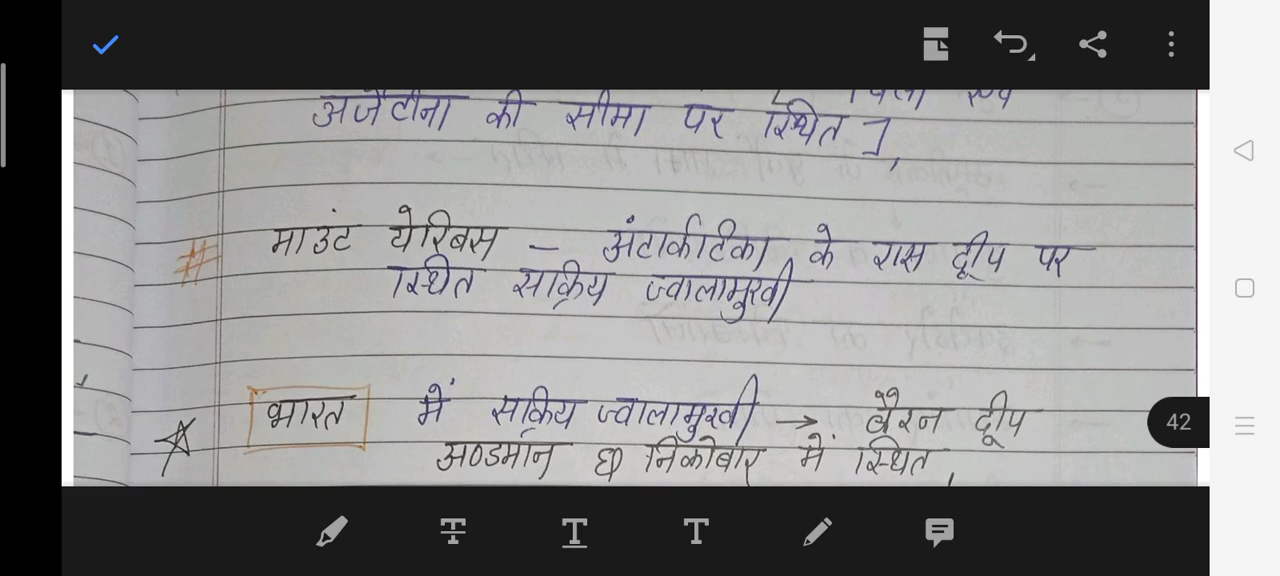 अर्जेंटीना की सीमा पर स्थित ],
# माउंट येरिबस – अंटार्कटिका के रास द्वीप पर
स्थित सक्रिय ज्वालामुखी
भारत में सक्रिय ज्वालामुखी → बैरन द्वीप
42
अण्डमान निकोबार में स्थित,